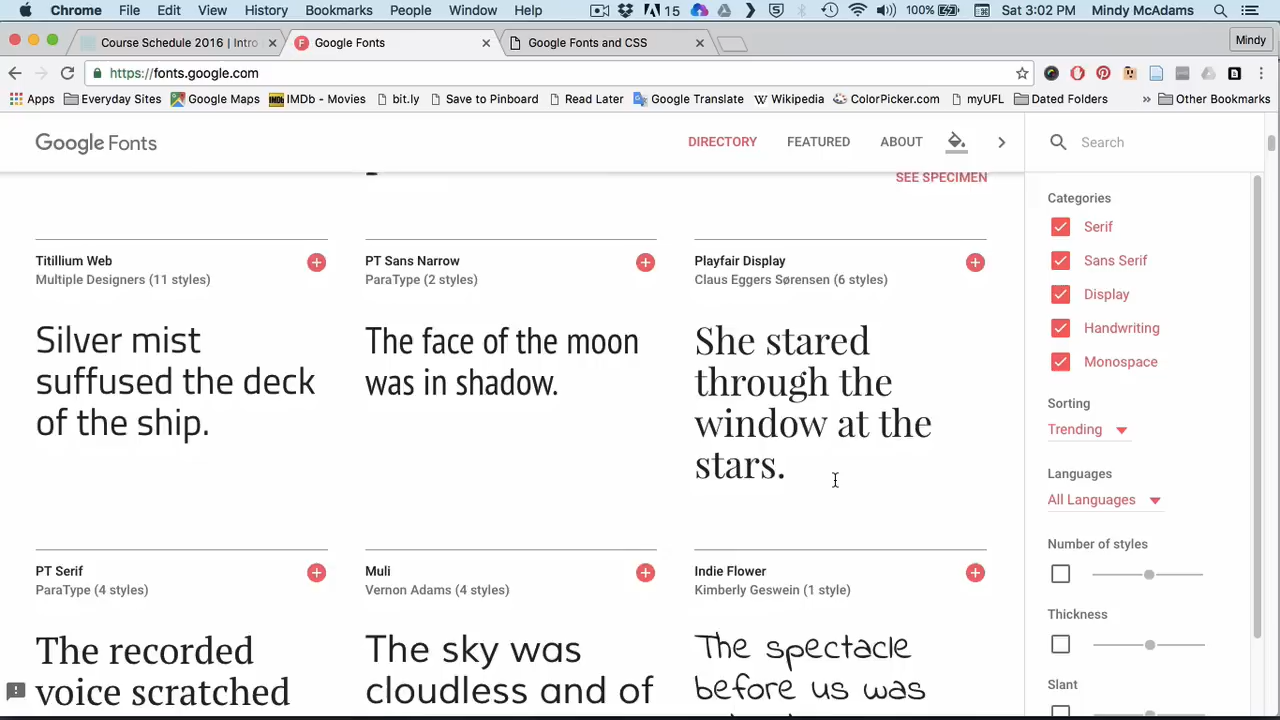 Chrome File Edit View History Bookmarks People Window Help 15 100% Sat 3:02 PM Mindy McAdams
Course Schedule 2016 | Intro Google Fonts Google Fonts and CSS Mindy
https://fonts.google.com
Apps Everyday Sites Google Maps IMDb - Movies bit.ly Save to Pinboard Read Later Google Translate Wikipedia ColorPicker.com myUFL Dated Folders » Other Bookmarks
Google Fonts DIRECTORY FEATURED ABOUT Search
SEE SPECIMEN
Titillium Web
Multiple Designers (11 styles)
Silver mist
suffused the deck
of the ship.
PT Sans Narrow
ParaType (2 styles)
The face of the moon
was in shadow.
Playfair Display
Claus Eggers Sørensen (6 styles)
She stared
through the
window at the
stars.
PT Serif
ParaType (4 styles)
The recorded
voice scratched
Muli
Vernon Adams (4 styles)
The sky was
cloudless and of
Indie Flower
Kimberly Geswein (1 style)
The spectacle
before us was
Categories
Serif
Sans Serif
Display
Handwriting
Monospace
Sorting
Trending
Languages
All Languages
Number of styles
Thickness
Slant